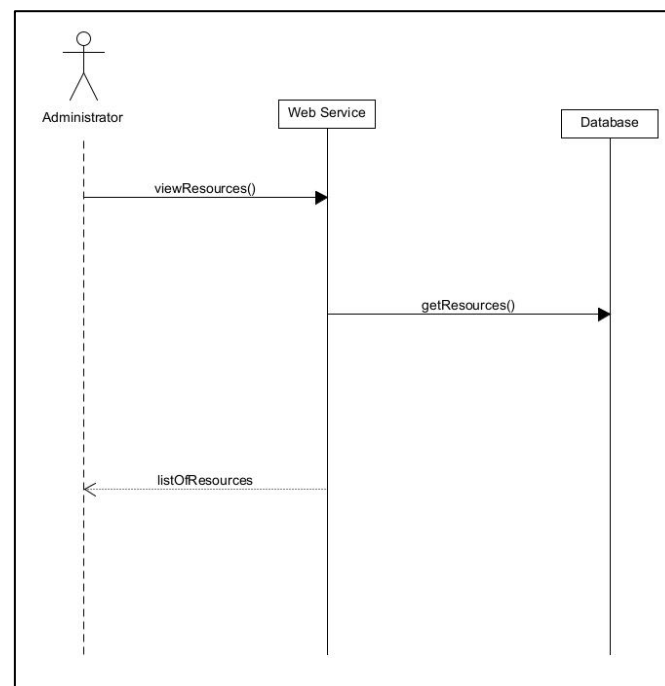 Administrator
Web Service
Database
viewResources()
getResources()
listOfResources